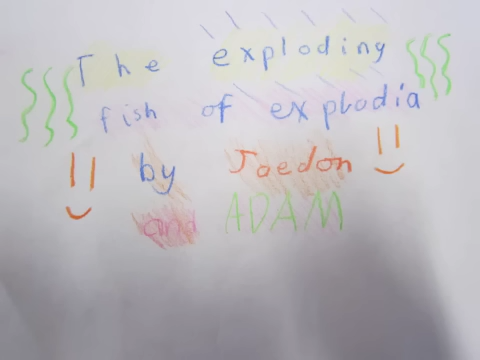 The exploding
fish of explodia
by Jaedon
and ADAM